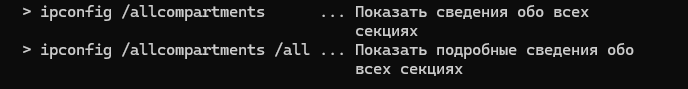 > ipconfig /allcompartments      ... Показать сведения обо всех
                                     секциях
> ipconfig /allcompartments /all ... Показать подробные сведения обо
                                     всех секциях